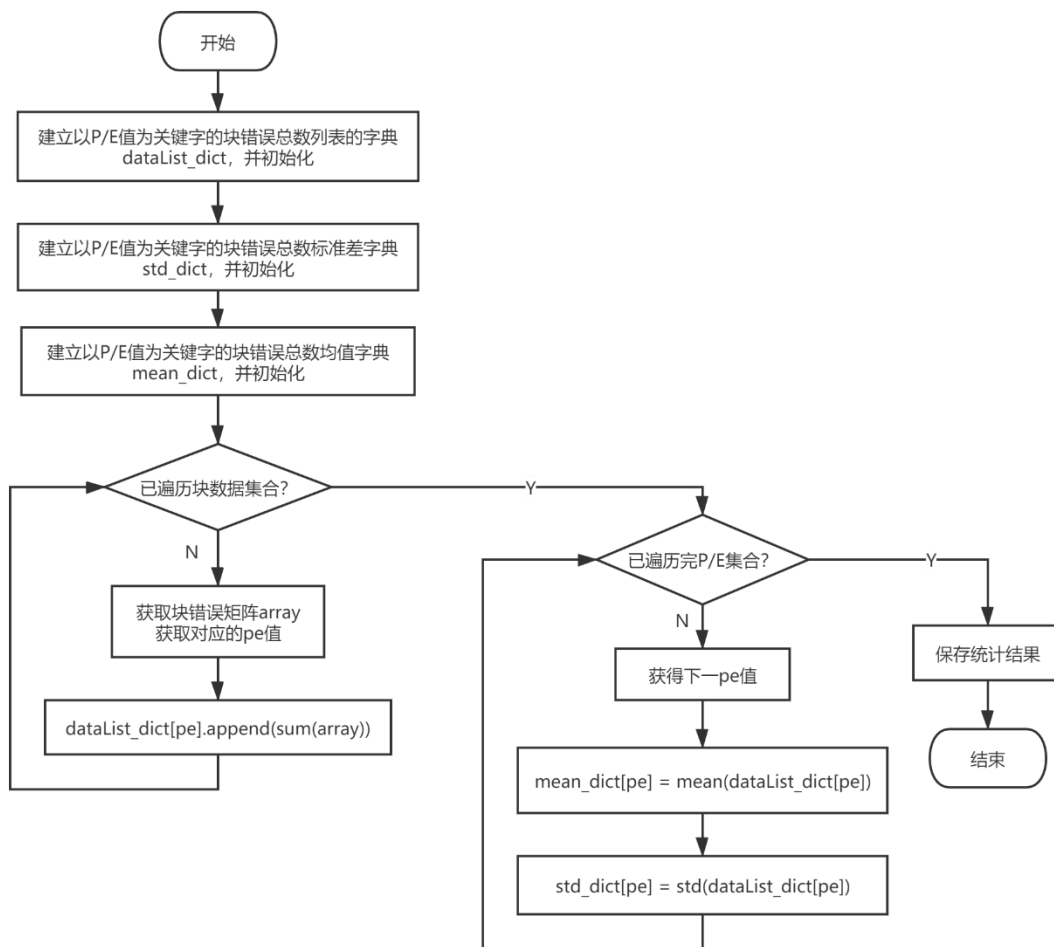 开始
建立以P/E值为关键字的块错误总数列表的字典
dataList_dict，并初始化
建立以P/E值为关键字的块错误总数标准差字典
std_dict，并初始化
建立以P/E值为关键字的块错误总数均值字典
mean_dict，并初始化
已遍历块数据集合？
Y
N
获取块错误矩阵array
获取对应的pe值
dataList_dict[pe].append(sum(array))
已遍历完P/E集合？
Y
N
获得下一pe值
mean_dict[pe] = mean(dataList_dict[pe])
std_dict[pe] = std(dataList_dict[pe])
保存统计结果
结束